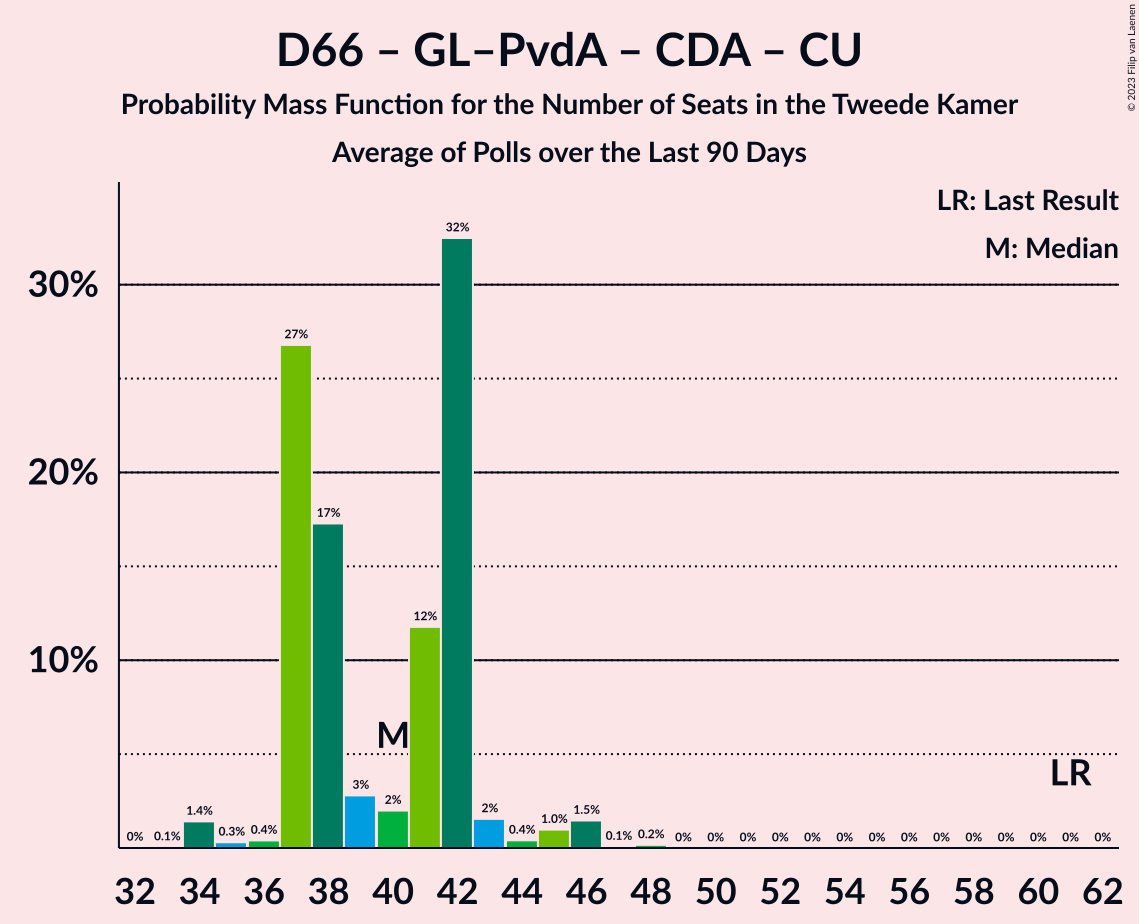 D66 – GL–PvdA – CDA – CU
Probability Mass Function for the Number of Seats in the Tweede Kamer
Average of Polls over the Last 90 Days
© 2023 Filip van Laenen
LR: Last Result
M: Median
30%
20%
10%
0% 0.1% 1.4% 0.3% 0.4% 27% 17% 3% 2% 12% 32% 2% 0.4% 1.0% 1.5% 0.1% 0.2% 0% 0% 0% 0% 0% 0% 0% 0% 0% 0% 0% 0% 0% 0%
M
LR
32 34 36 38 40 42 44 46 48 50 52 54 56 58 60 62